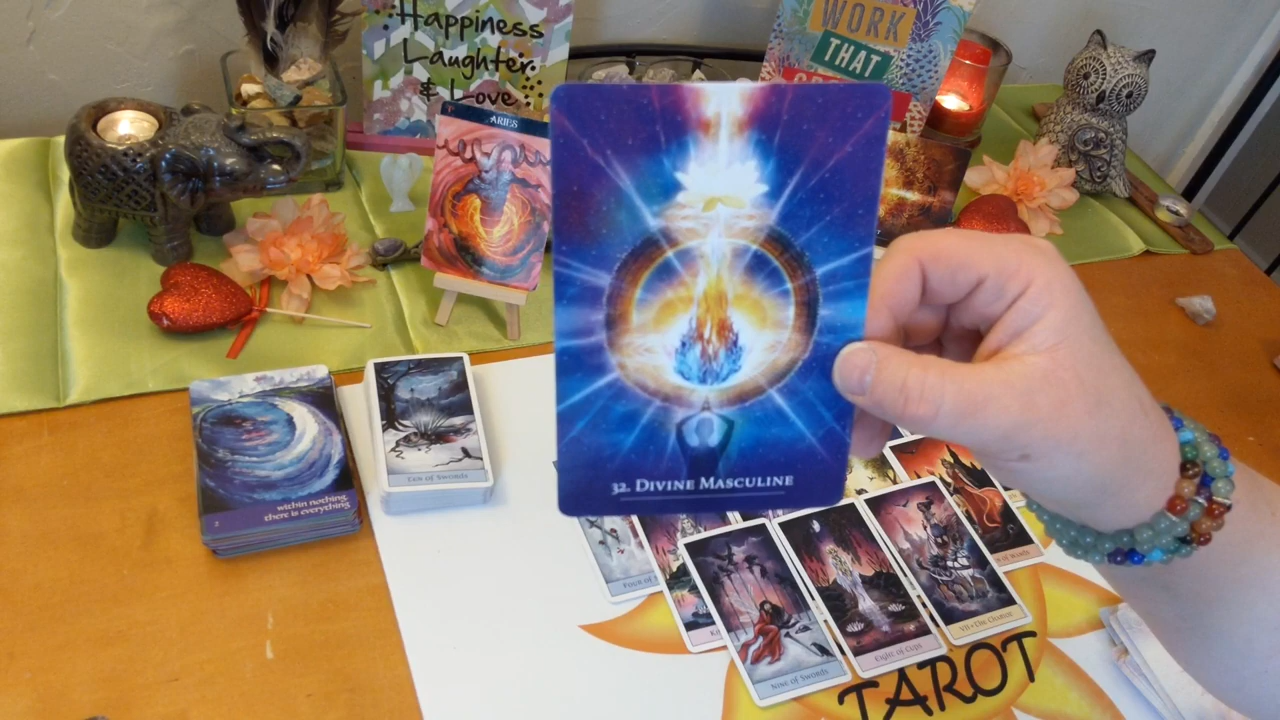 Happiness
Laughter
& Love
WORK
THAT
ARIES
32. DIVINE MASCULINE
within nothing,
there is everything
TEN OF SWORDS
FOUR OF
NINE OF SWORDS
EIGHT OF CUPS
VII • THE CHARIOT
TAROT